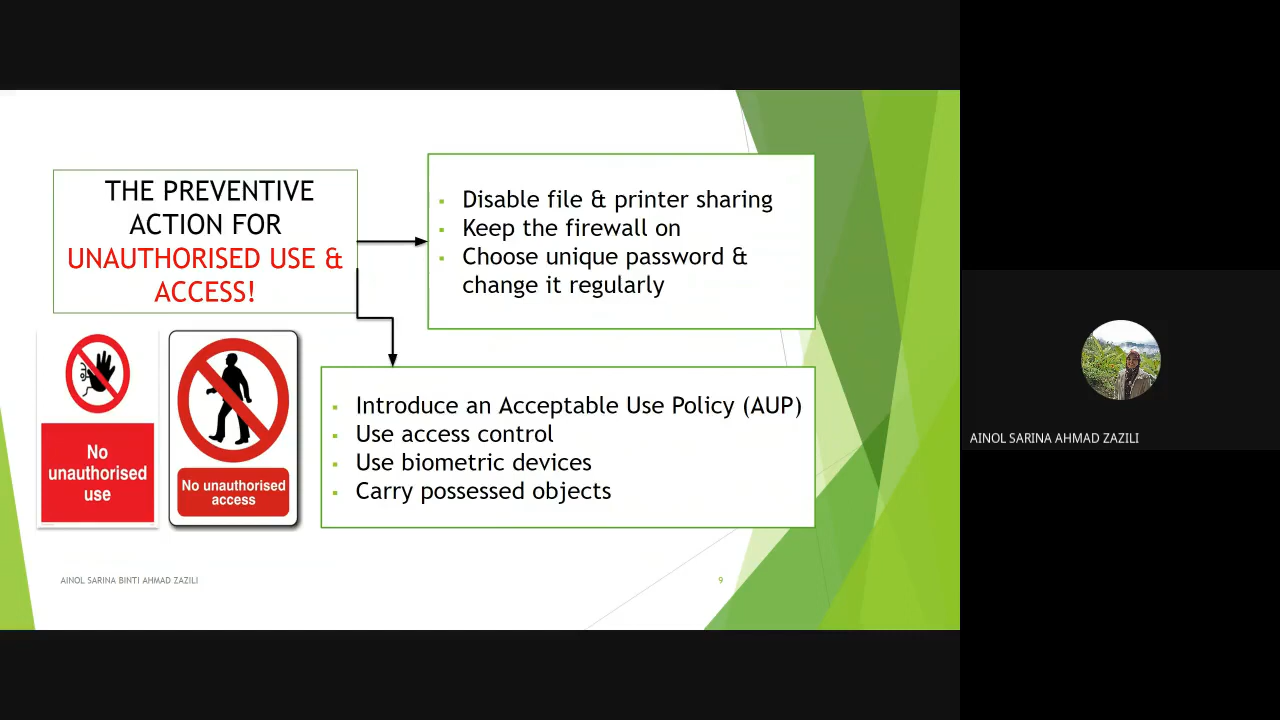 THE PREVENTIVE
ACTION FOR
UNAUTHORISED USE &
ACCESS!
Disable file & printer sharing
Keep the firewall on
Choose unique password &
change it regularly
Introduce an Acceptable Use Policy (AUP)
Use access control
Use biometric devices
Carry possessed objects
No
unauthorised
use
No unauthorised
access
AINOL SARINA BINTI AHMAD ZAZILI
9
AINOL SARINA AHMAD ZAZILI